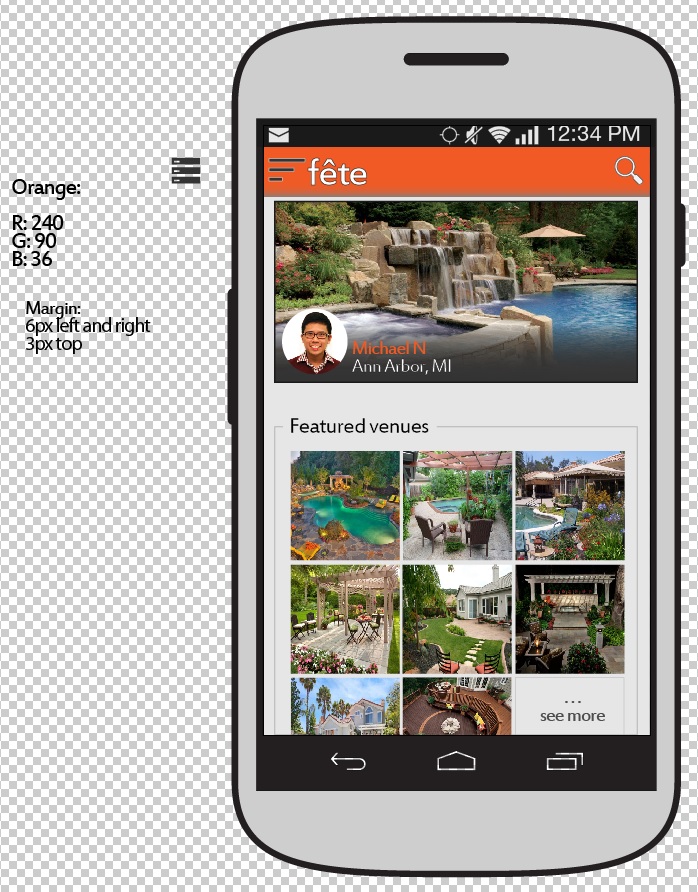 12:34 PM
fête
Orange:
R: 240
G: 90
B: 36
Margin:
6px left and right
3px top
Michael N
Ann Arbor, MI
Featured venues
...
see more